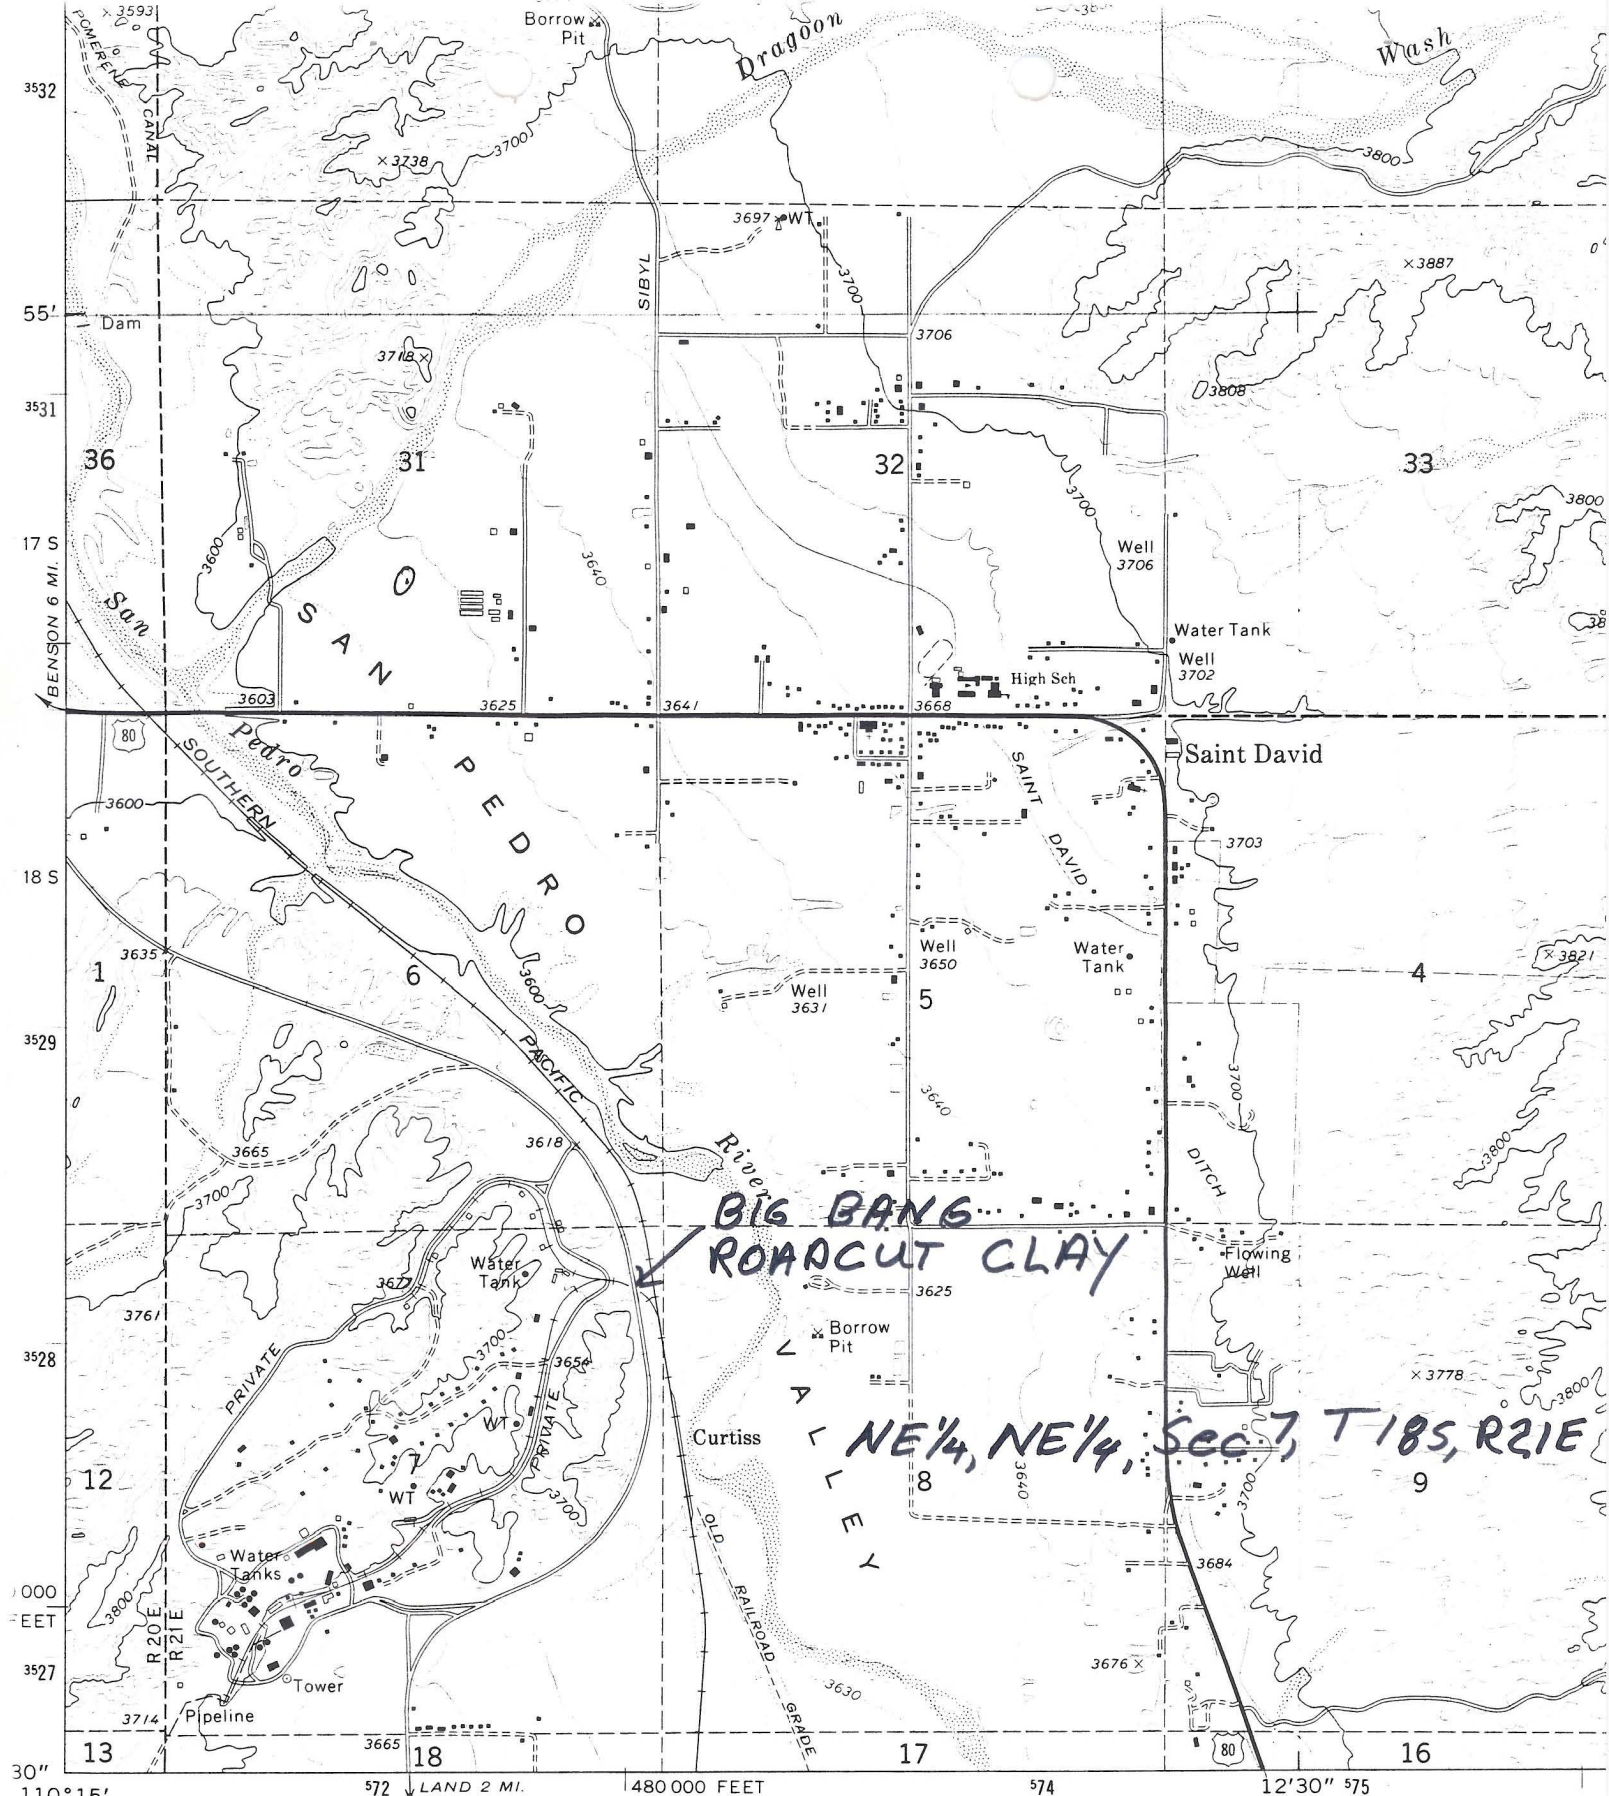 ×3593
POMERENE
CANAL
Borrow
Pit
Dragoon
Wash
3532
×3738
3700
3800
3697 WT
SIBYL
3700
×3887
55'
Dam
3706
3718×
3808
3531
36
31
32
33
3700
3800
17 S
3600
3640
Well
3706
BENSON 6 MI.
San
SAN
Water Tank
Well
3702
High Sch
3603
3625
3641
3668
80
Pedro
SOUTHERN
PEDRO
SAINT
Saint David
3600
DAVID
3703
18 S
3635
1
6
3600
Well
3650
Water
Tank
×3821
4
Well
3631
5
3529
PACIFIC
3640
3700
3618
3665
River
DITCH
3800
3700
BIG BANG
ROADCUT CLAY
Water
Tank
Flowing
Well
3677
3625
3761
Borrow
Pit
3528
PRIVATE
3700
3654
VALLEY
×3778
3800
WT
PRIVATE
Curtiss
NE¼, NE¼, Sec 7, T18S, R21E
12
7
WT
3700
8
3640
3700
9
OLD
Water
Tanks
3684
000
FEET
3800
R20E
R21E
RAILROAD
3527
Tower
3676×
3630
Pipeline
3714
GRADE
3665
80
13
18
17
16
30"
110°15'
572
LAND 2 MI.
480 000 FEET
574
12'30"
575